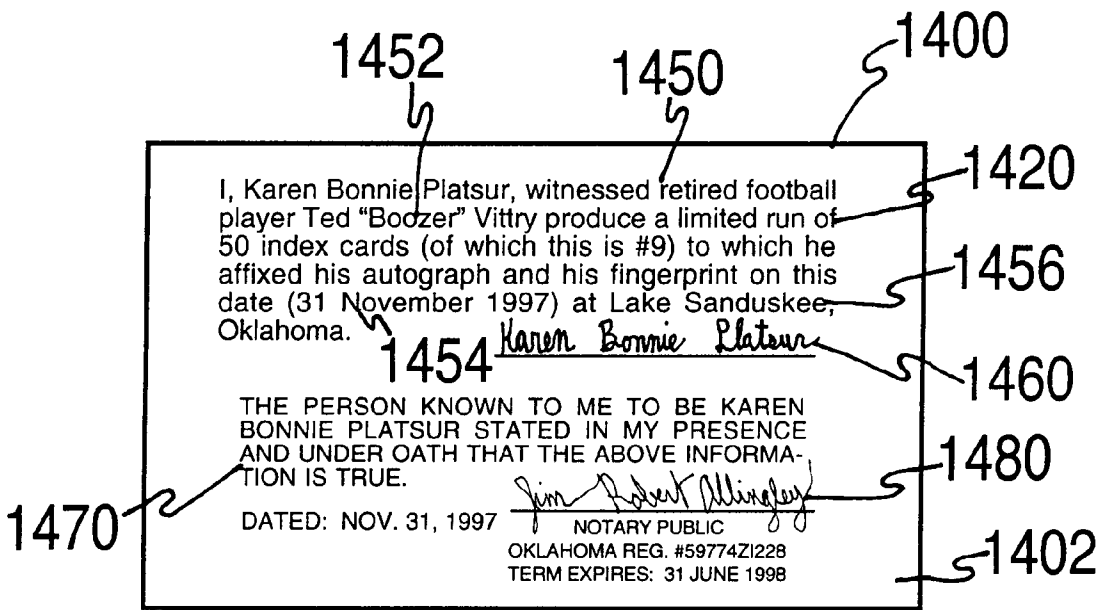 1452
1450
1400
1420
I, Karen Bonnie Platsur, witnessed retired football
player Ted “Boozer” Vittry produce a limited run of
50 index cards (of which this is #9) to which he
affixed his autograph and his fingerprint on this
date (31 November 1997) at Lake Sanduskee,
Oklahoma.
1456
1454
Karen Bonnie Platsur
1460
THE PERSON KNOWN TO ME TO BE KAREN
BONNIE PLATSUR STATED IN MY PRESENCE
AND UNDER OATH THAT THE ABOVE INFORMA-
TION IS TRUE.
1480
1470
Jim Robert Allingley
DATED: NOV. 31, 1997
NOTARY PUBLIC
OKLAHOMA REG. #59774ZI228
TERM EXPIRES: 31 JUNE 1998
1402